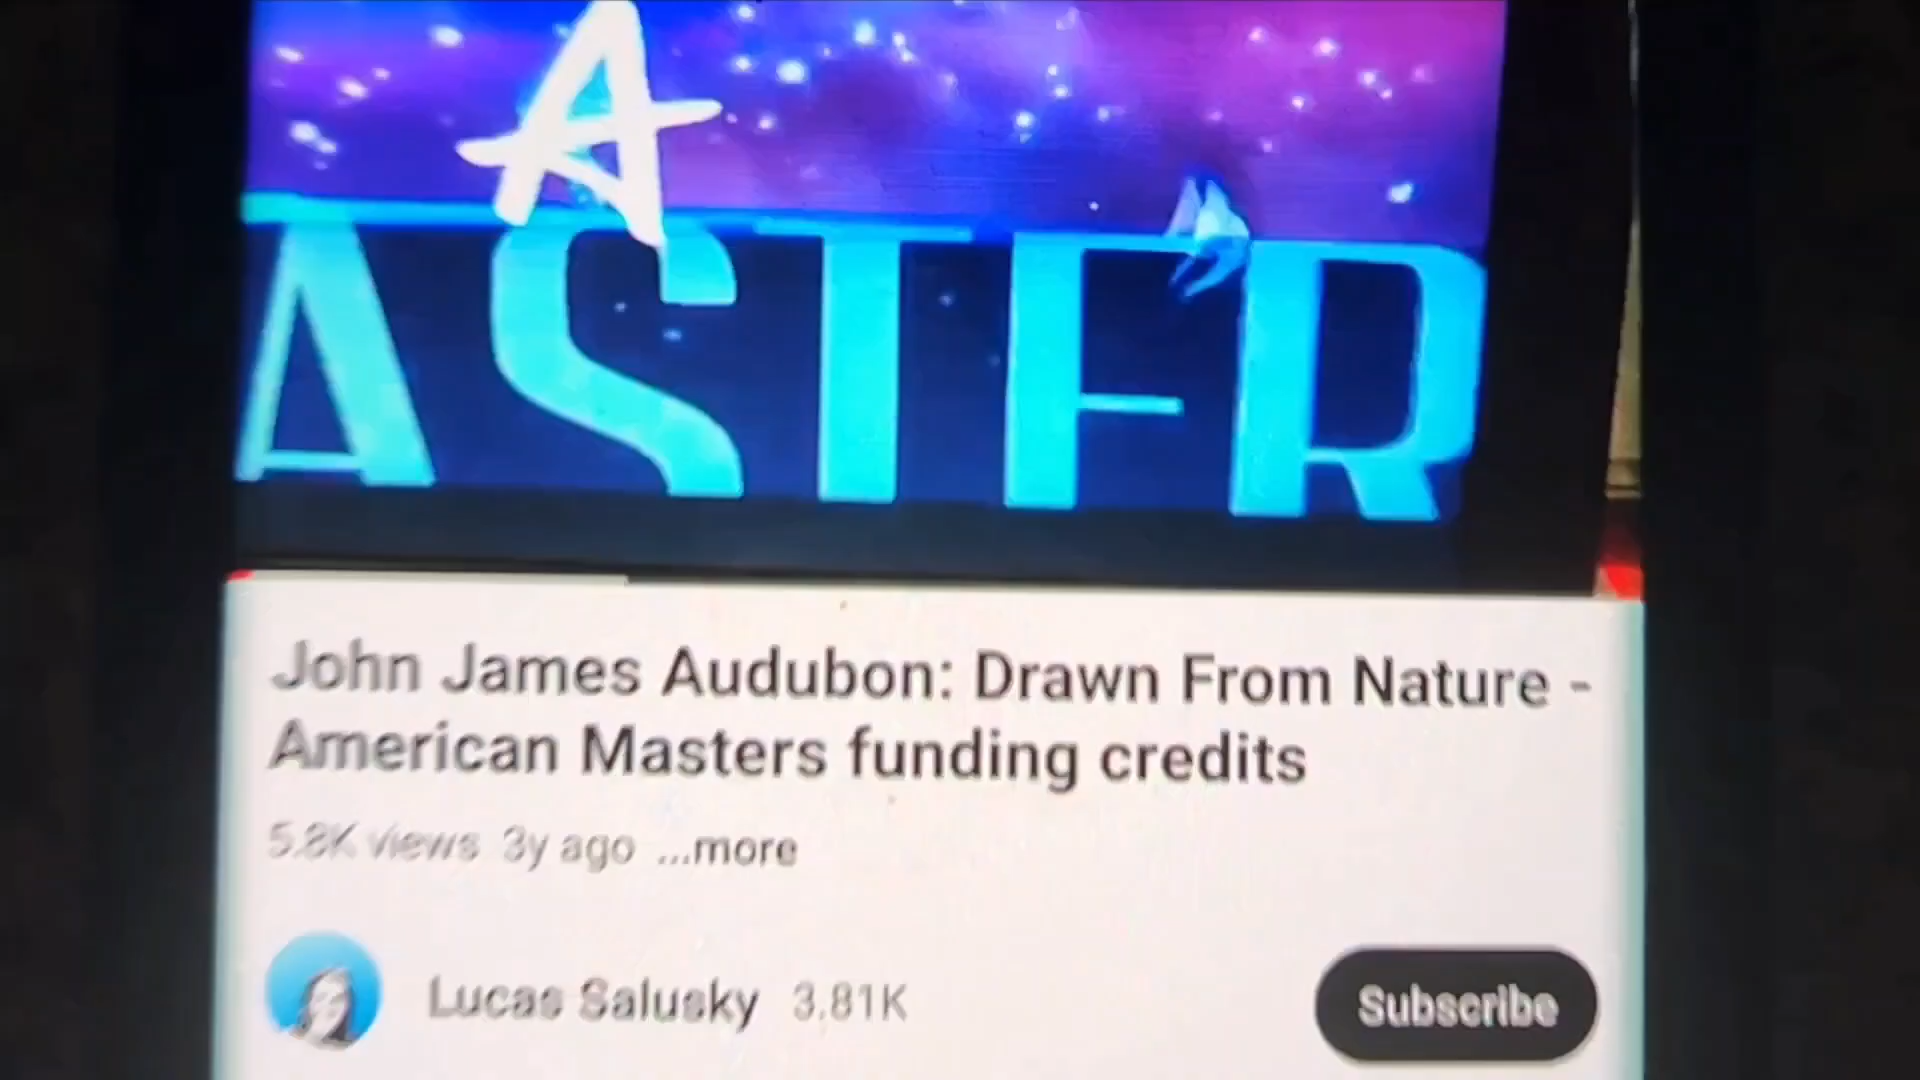 A
ASTER
John James Audubon: Drawn From Nature -
American Masters funding credits
5.8K views 3y ago ...more
Lucas Salusky 3.81K
Subscribe